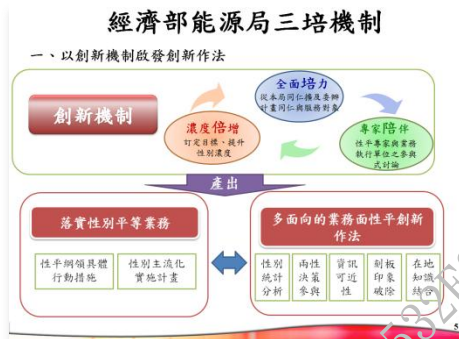 經濟部能源局三培機制
一、以創新機制啟發創新作法
創新機制
全面培力
從本局同仁擴及委辦
計畫同仁與服務對象
濃度倍增
訂定目標、提升
性別濃度
專家陪伴
性平專家與業務
執行單位之參與
式討論
產出
落實性別平等業務
性平綱領具體
行動措施
性別主流化
實施計畫
多面向的業務面性平創新
作法
性別
統計
分析
兩性
決策
參與
資訊
可近
性
刻板
印象
破除
在地
知識
結合
5